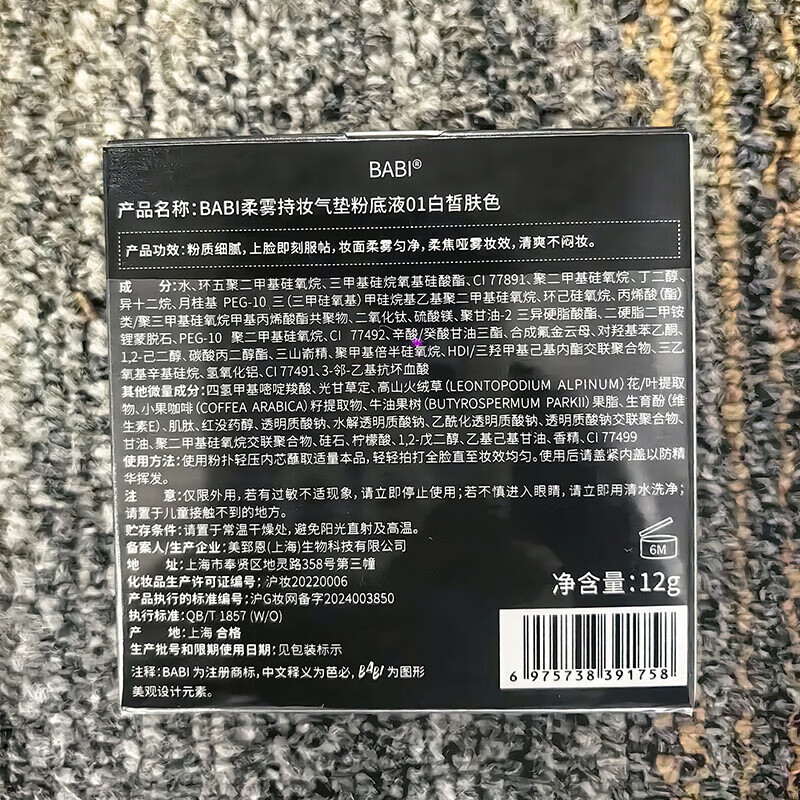 BABI®
产品名称:BABI柔雾持妆气垫粉底液01白皙肤色
产品功效:粉质细腻,上脸即刻服帖,妆面柔雾匀净,柔焦哑雾妆效,清爽不闷妆。
成 分:水、环五聚二甲基硅氧烷、三甲基硅烷氧基硅酸酯、CI 77891、聚二甲基硅氧烷、丁二醇、
异十二烷、月桂基 PEG-10 三(三甲硅氧基)甲硅烷基乙基聚二甲基硅氧烷、环己硅氧烷、丙烯酸(酯)
类/聚三甲基硅氧烷甲基丙烯酸酯共聚物、二氧化钛、硫酸镁、聚甘油-2 三异硬脂酸酯、二硬脂二甲铵
锂蒙脱石、PEG-10 聚二甲基硅氧烷、CI 77492、辛酸/癸酸甘油三酯、合成氟金云母、对羟基苯乙酮、
1,2-己二醇、碳酸丙二醇酯、三山嵛精、聚甲基倍半硅氧烷、HDI/三羟甲基己基内酯交联聚合物、三乙
氧基辛基硅烷、氢氧化铝、CI 77491、3-邻-乙基抗坏血酸
其他微量成分:四氢甲基嘧啶羧酸、光甘草定、高山火绒草(LEONTOPODIUM ALPINUM)花/叶提取
物、小果咖啡(COFFEA ARABICA)籽提取物、牛油果树(BUTYROSPERMUM PARKII)果脂、生育酚(维
生素E)、肌肽、红没药醇、透明质酸钠、水解透明质酸钠、乙酰化透明质酸钠、透明质酸钠交联聚合物、
甘油、聚二甲基硅氧烷交联聚合物、硅石、柠檬酸、1,2-戊二醇、乙基己基甘油、香精、CI 77499
使用方法:使用粉扑轻压内芯蘸取适量本品,轻轻拍打全脸直至妆效均匀。使用后请盖紧内盖以防精
华挥发。
注 意:仅限外用,若有过敏不适现象,请立即停止使用;若不慎进入眼睛,请立即用清水洗净;
请置于儿童接触不到的地方。
贮存条件:请置于常温干燥处,避免阳光直射及高温。
备案人/生产企业:美郅恩(上海)生物科技有限公司
地 址:上海市奉贤区地灵路358号第三幢
化妆品生产许可证编号:沪妆20220006
产品执行的标准编号:沪G妆网备字2024003850
执行标准:QB/T 1857 (W/O)
产 地:上海 合格
生产批号和限期使用日期:见包装标示
注释:BABI 为注册商标,中文释义为芭必,BABI 为图形
美观设计元素。
6M
净含量:12g
6 975738 391758